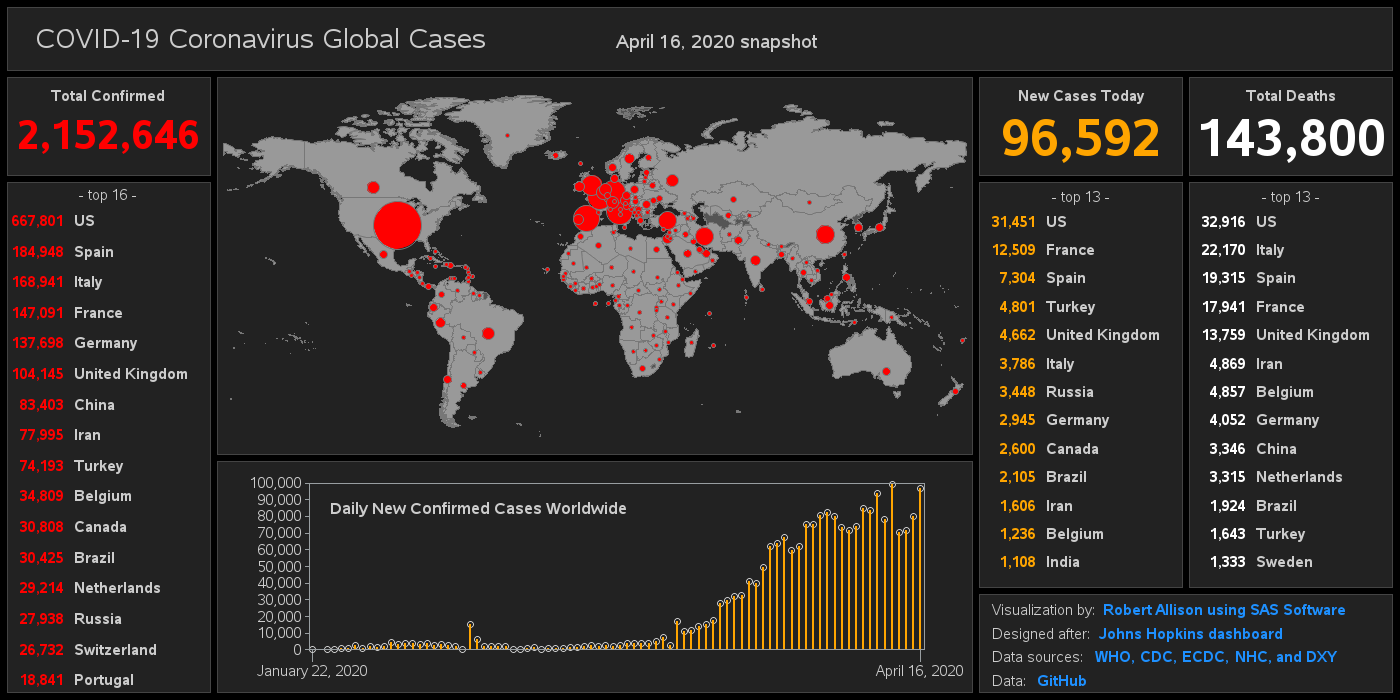 COVID-19 Coronavirus Global Cases
April 16, 2020 snapshot
Total Confirmed
2,152,646
- top 16 -
667,801 US
184,948 Spain
168,941 Italy
147,091 France
137,698 Germany
104,145 United Kingdom
83,403 China
77,995 Iran
74,193 Turkey
34,809 Belgium
30,808 Canada
30,425 Brazil
29,214 Netherlands
27,938 Russia
26,732 Switzerland
18,841 Portugal
Daily New Confirmed Cases Worldwide
100,000
90,000
80,000
70,000
60,000
50,000
40,000
30,000
20,000
10,000
0
January 22, 2020
April 16, 2020
New Cases Today
96,592
- top 13 -
31,451 US
12,509 France
7,304 Spain
4,801 Turkey
4,662 United Kingdom
3,786 Italy
3,448 Russia
2,945 Germany
2,600 Canada
2,105 Brazil
1,606 Iran
1,236 Belgium
1,108 India
Total Deaths
143,800
- top 13 -
32,916 US
22,170 Italy
19,315 Spain
17,941 France
13,759 United Kingdom
4,869 Iran
4,857 Belgium
4,052 Germany
3,346 China
3,315 Netherlands
1,924 Brazil
1,643 Turkey
1,333 Sweden
Visualization by: Robert Allison using SAS Software
Designed after: Johns Hopkins dashboard
Data sources: WHO, CDC, ECDC, NHC, and DXY
Data: GitHub